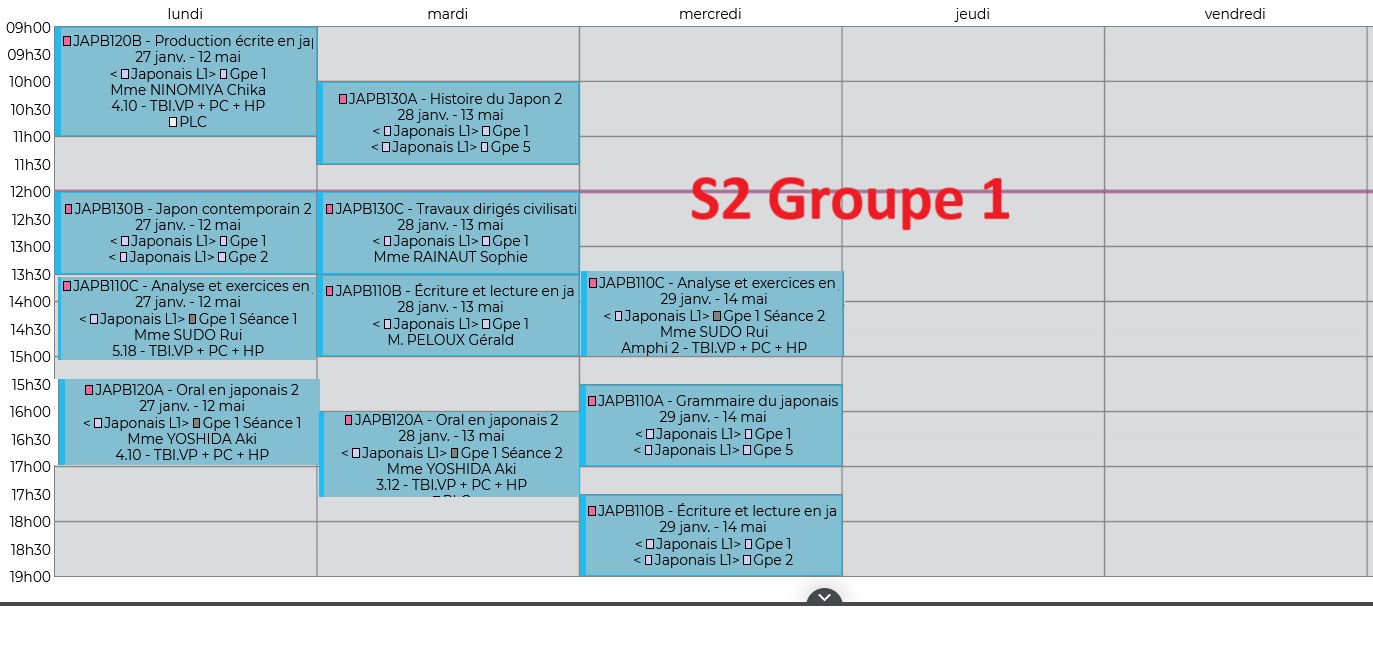 lundi
mardi
mercredi
jeudi
vendredi
09h00
09h30
10h00
10h30
11h00
11h30
12h00
12h30
13h00
13h30
14h00
14h30
15h00
15h30
16h00
16h30
17h00
17h30
18h00
18h30
19h00
JAPB120B - Production écrite en jap
27 janv. - 12 mai
< Japonais L1> Gpe 1
Mme NINOMIYA Chika
4.10 - TBI.VP + PC + HP
PLC
JAPB130B - Japon contemporain 2
27 janv. - 12 mai
< Japonais L1> Gpe 1
< Japonais L1> Gpe 2
JAPB110C - Analyse et exercices en
27 janv. - 12 mai
< Japonais L1> Gpe 1 Séance 1
Mme SUDO Rui
5.18 - TBI.VP + PC + HP
JAPB120A - Oral en japonais 2
27 janv. - 12 mai
< Japonais L1> Gpe 1 Séance 1
Mme YOSHIDA Aki
4.10 - TBI.VP + PC + HP
JAPB130A - Histoire du Japon 2
28 janv. - 13 mai
< Japonais L1> Gpe 1
< Japonais L1> Gpe 5
JAPB130C - Travaux dirigés civilisati
28 janv. - 13 mai
< Japonais L1> Gpe 1
Mme RAINAUT Sophie
JAPB110B - Écriture et lecture en ja
28 janv. - 13 mai
< Japonais L1> Gpe 1
M. PELOUX Gérald
JAPB120A - Oral en japonais 2
28 janv. - 13 mai
< Japonais L1> Gpe 1 Séance 2
Mme YOSHIDA Aki
3.12 - TBI.VP + PC + HP
S2 Groupe 1
JAPB110C - Analyse et exercices en
29 janv. - 14 mai
< Japonais L1> Gpe 1 Séance 2
Mme SUDO Rui
Amphi 2 - TBI.VP + PC + HP
JAPB110A - Grammaire du japonais
29 janv. - 14 mai
< Japonais L1> Gpe 1
< Japonais L1> Gpe 5
JAPB110B - Écriture et lecture en ja
29 janv. - 14 mai
< Japonais L1> Gpe 1
< Japonais L1> Gpe 2